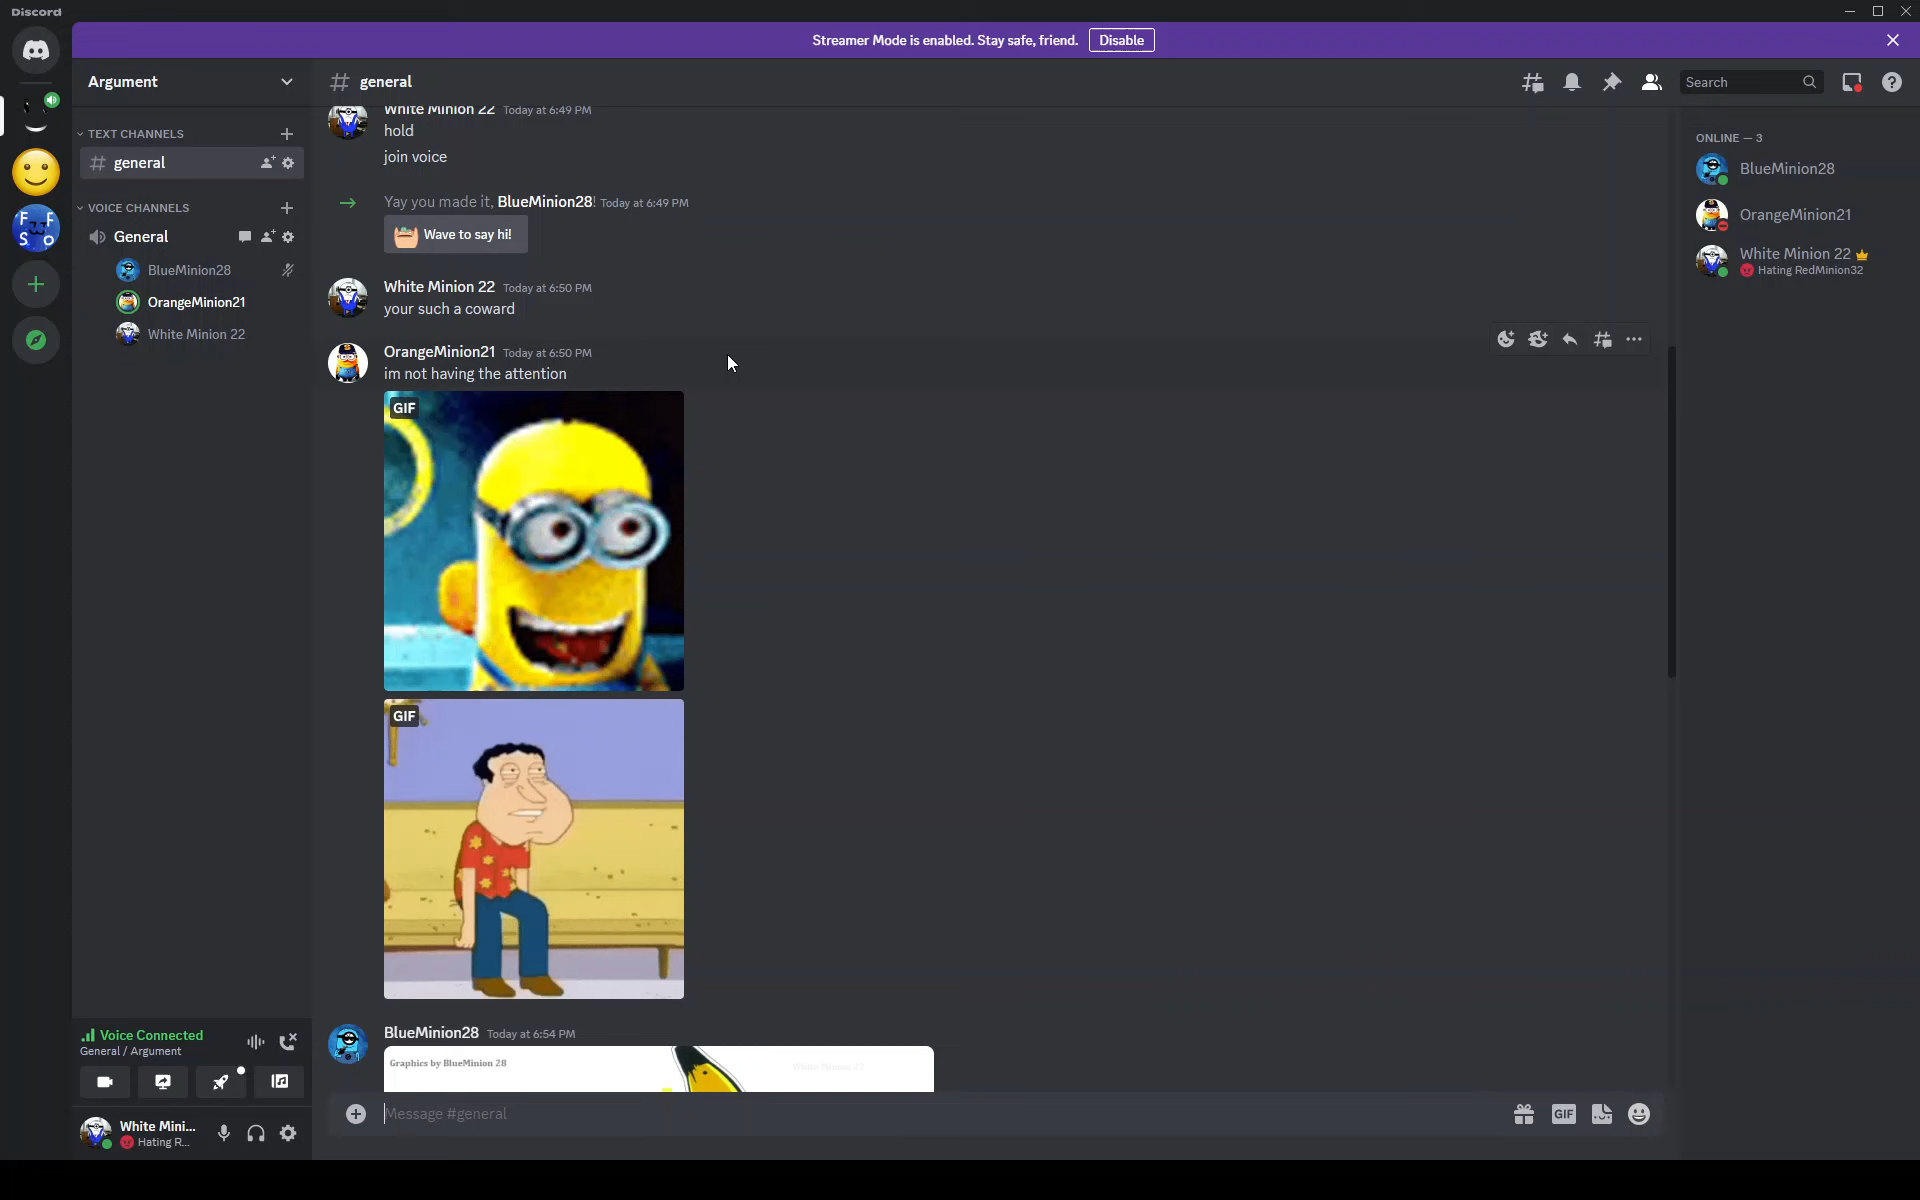 Discord
Streamer Mode is enabled. Stay safe, friend. Disable
Argument
general
Search
TEXT CHANNELS
general
VOICE CHANNELS
General
BlueMinion28
OrangeMinion21
White Minion 22
White Minion 22 Today at 6:49 PM
hold
join voice
Yay you made it, BlueMinion28! Today at 6:49 PM
Wave to say hi!
White Minion 22 Today at 6:50 PM
your such a coward
OrangeMinion21 Today at 6:50 PM
im not having the attention
GIF
GIF
BlueMinion28 Today at 6:54 PM
Graphics by BlueMinion 28
White Minion 22
Message #general
GIF
ONLINE — 3
BlueMinion28
OrangeMinion21
White Minion 22
Hating RedMinion32
F F
S O
Voice Connected
General / Argument
White Mini...
Hating R...